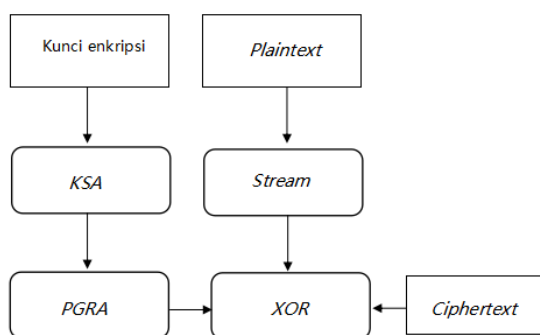 Kunci enkripsi
Plaintext
KSA
Stream
PGRA
XOR
Ciphertext